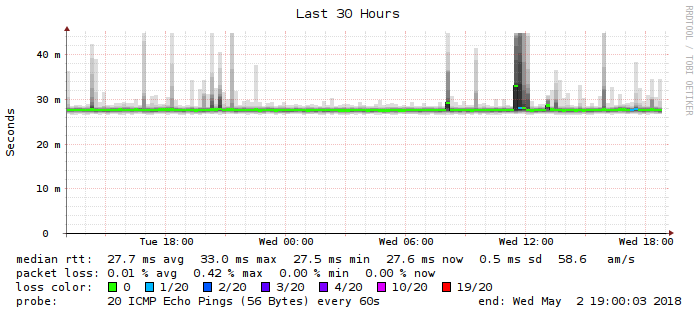 Last 30 Hours
RRDTOOL / TOBI OETIKER
Seconds
40 m
30 m
20 m
10 m
0
Tue 18:00 Wed 00:00 Wed 06:00 Wed 12:00 Wed 18:00
median rtt: 27.7 ms avg 33.0 ms max 27.5 ms min 27.6 ms now 0.5 ms sd 58.6 am/s
packet loss: 0.01 % avg 0.42 % max 0.00 % min 0.00 % now
loss color: 0 1/20 2/20 3/20 4/20 10/20 19/20
probe: 20 ICMP Echo Pings (56 Bytes) every 60s end: Wed May 2 19:00:03 2018